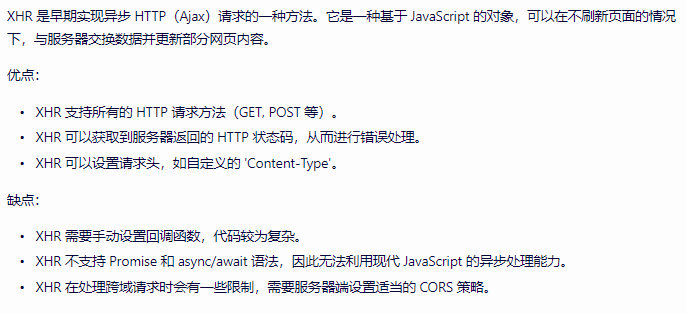 XHR 是早期实现异步 HTTP（Ajax）请求的一种方法。它是一种基于 JavaScript 的对象，可以在不刷新页面的情况
下，与服务器交换数据并更新部分网页内容。
优点：
• XHR 支持所有的 HTTP 请求方法（GET, POST 等）。
• XHR 可以获取到服务器返回的 HTTP 状态码，从而进行错误处理。
• XHR 可以设置请求头，如自定义的 'Content-Type'。
缺点：
• XHR 需要手动设置回调函数，代码较为复杂。
• XHR 不支持 Promise 和 async/await 语法，因此无法利用现代 JavaScript 的异步处理能力。
• XHR 在处理跨域请求时会有一些限制，需要服务器端设置适当的 CORS 策略。